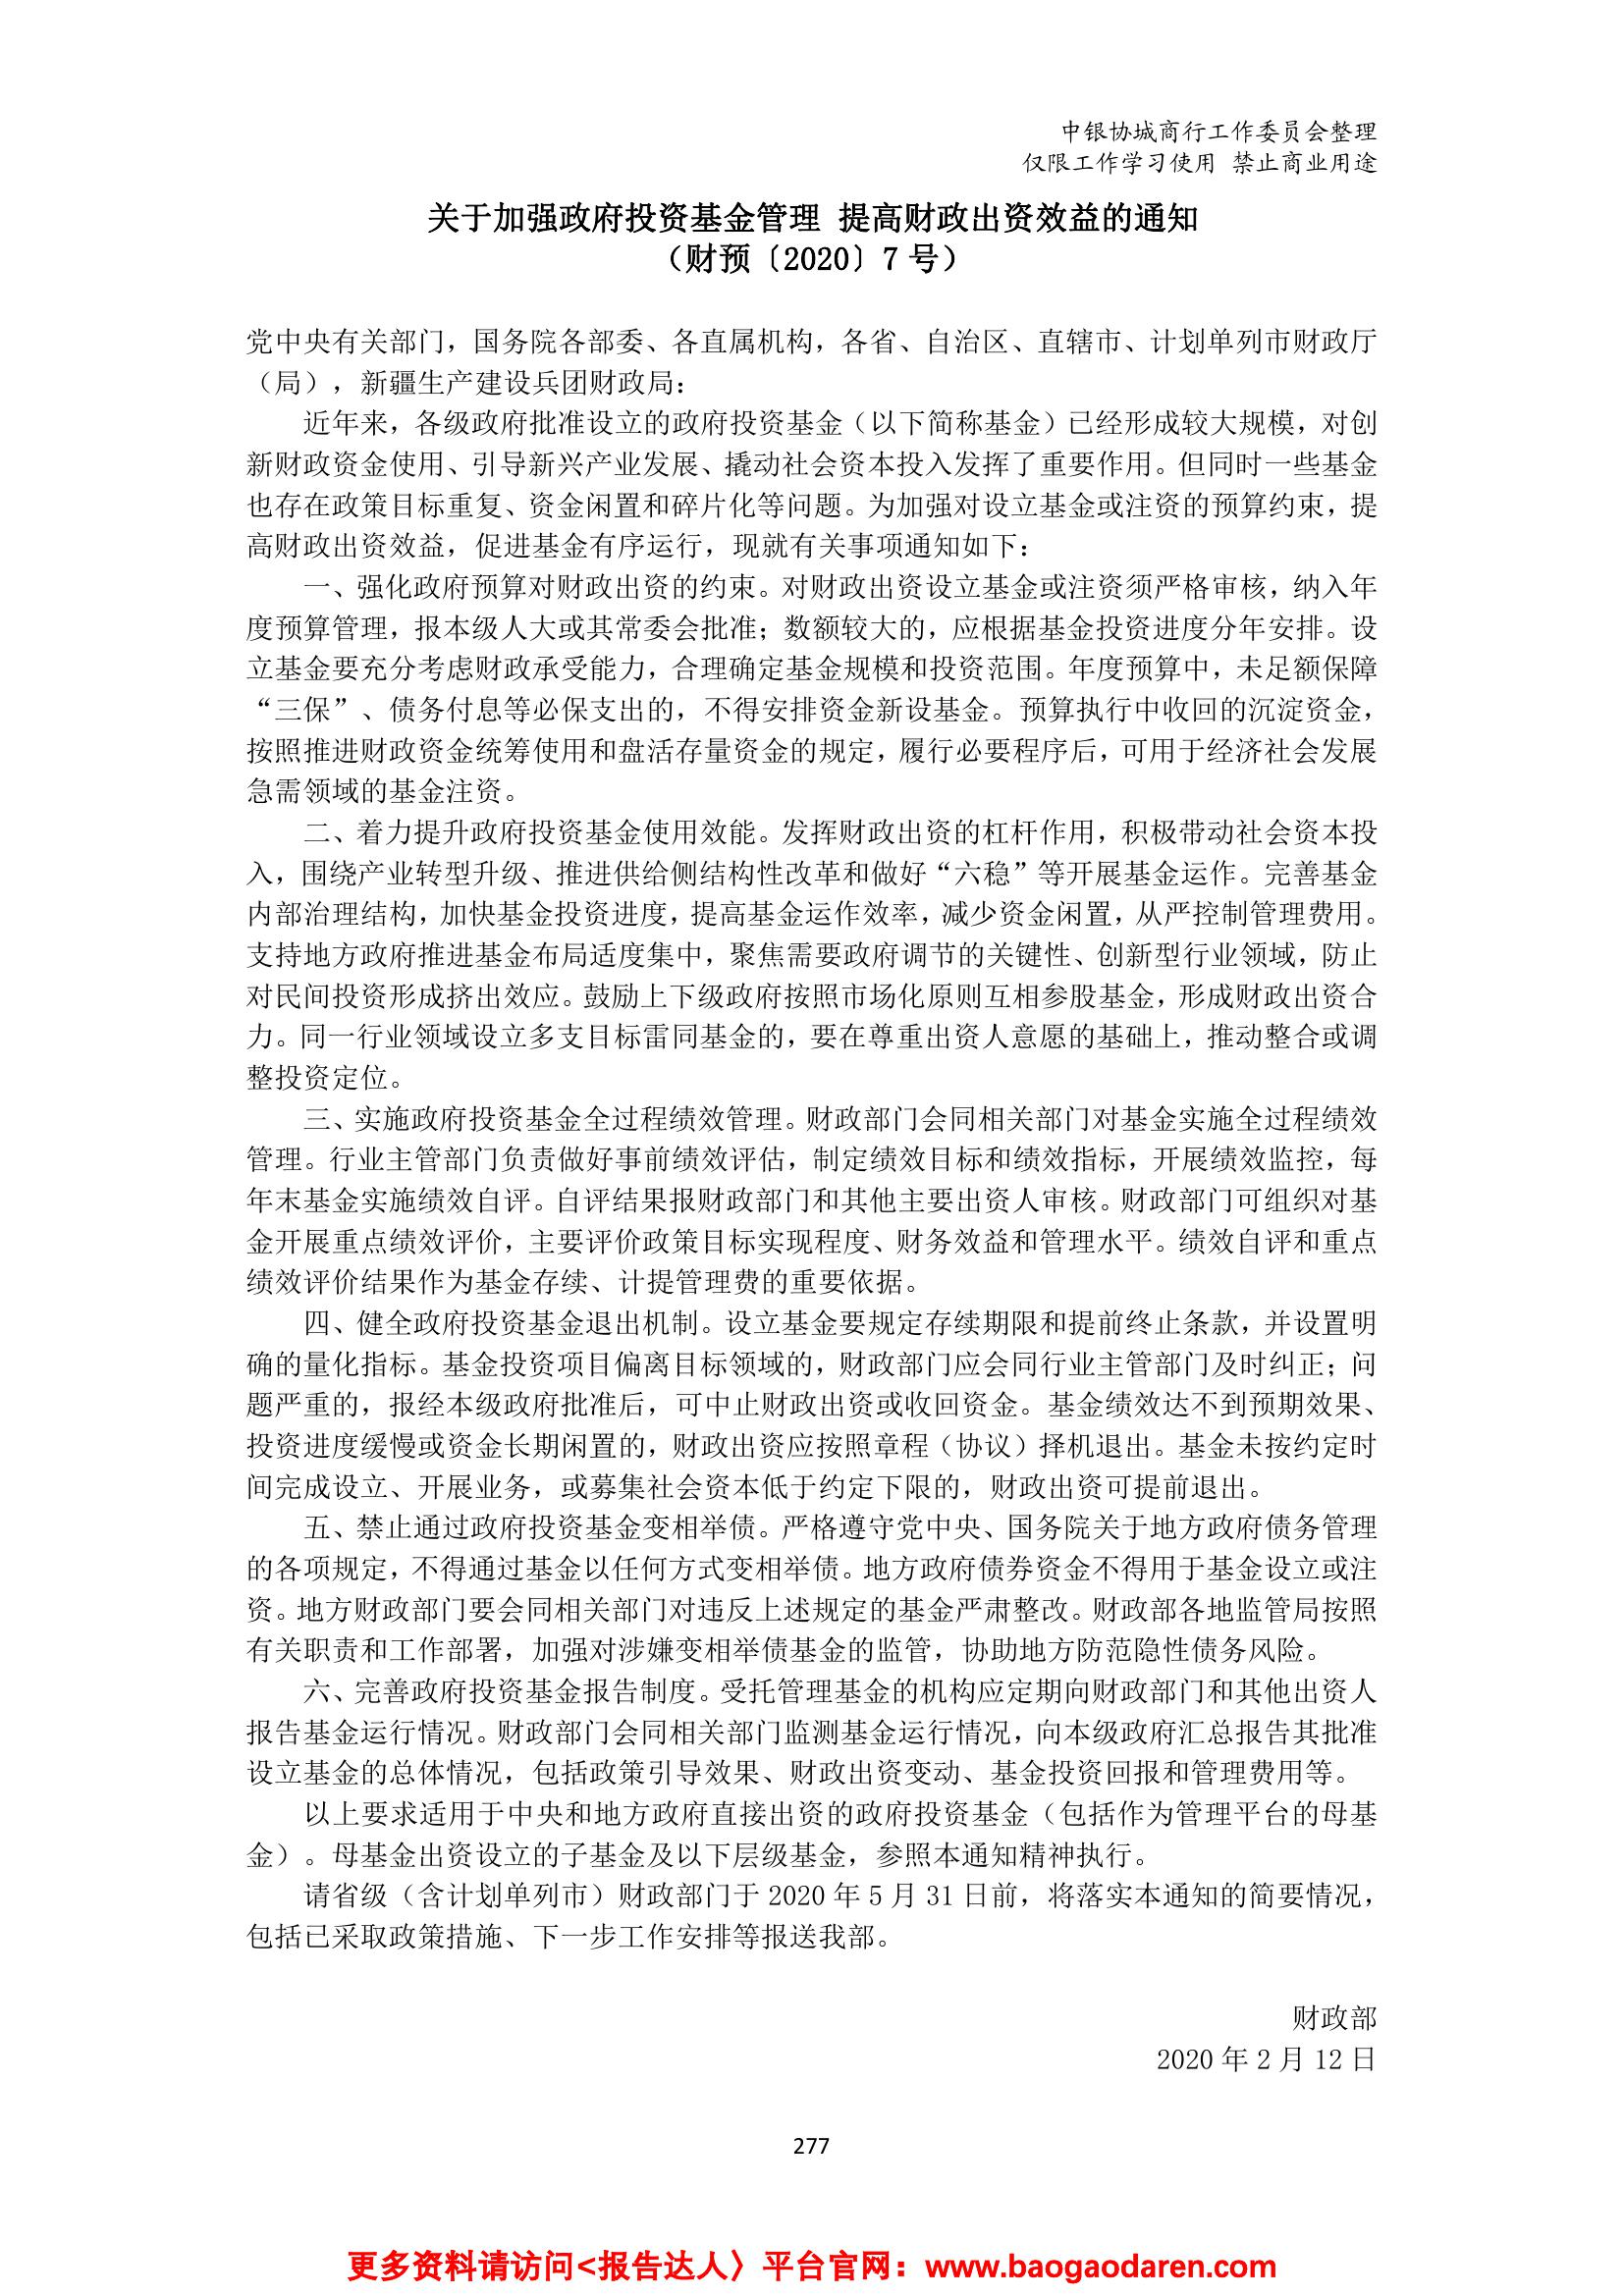 中银协城商行工作委员会整理
仅限工作学习使用 禁止商业用途
关于加强政府投资基金管理 提高财政出资效益的通知
（财预〔2020〕7 号）
党中央有关部门，国务院各部委、各直属机构，各省、自治区、直辖市、计划单列市财政厅
（局），新疆生产建设兵团财政局：
近年来，各级政府批准设立的政府投资基金（以下简称基金）已经形成较大规模，对创
新财政资金使用、引导新兴产业发展、撬动社会资本投入发挥了重要作用。但同时一些基金
也存在政策目标重复、资金闲置和碎片化等问题。为加强对设立基金或注资的预算约束，提
高财政出资效益，促进基金有序运行，现就有关事项通知如下：
一、强化政府预算对财政出资的约束。对财政出资设立基金或注资须严格审核，纳入年
度预算管理，报本级人大或其常委会批准；数额较大的，应根据基金投资进度分年安排。设
立基金要充分考虑财政承受能力，合理确定基金规模和投资范围。年度预算中，未足额保障
“三保”、债务付息等必保支出的，不得安排资金新设基金。预算执行中收回的沉淀资金，
按照推进财政资金统筹使用和盘活存量资金的规定，履行必要程序后，可用于经济社会发展
急需领域的基金注资。
二、着力提升政府投资基金使用效能。发挥财政出资的杠杆作用，积极带动社会资本投
入，围绕产业转型升级、推进供给侧结构性改革和做好“六稳”等开展基金运作。完善基金
内部治理结构，加快基金投资进度，提高基金运作效率，减少资金闲置，从严控制管理费用。
支持地方政府推进基金布局适度集中，聚焦需要政府调节的关键性、创新型行业领域，防止
对民间投资形成挤出效应。鼓励上下级政府按照市场化原则互相参股基金，形成财政出资合
力。同一行业领域设立多支目标雷同基金的，要在尊重出资人意愿的基础上，推动整合或调
整投资定位。
三、实施政府投资基金全过程绩效管理。财政部门会同相关部门对基金实施全过程绩效
管理。行业主管部门负责做好事前绩效评估，制定绩效目标和绩效指标，开展绩效监控，每
年末基金实施绩效自评。自评结果报财政部门和其他主要出资人审核。财政部门可组织对基
金开展重点绩效评价，主要评价政策目标实现程度、财务效益和管理水平。绩效自评和重点
绩效评价结果作为基金存续、计提管理费的重要依据。
四、健全政府投资基金退出机制。设立基金要规定存续期限和提前终止条款，并设置明
确的量化指标。基金投资项目偏离目标领域的，财政部门应会同行业主管部门及时纠正；问
题严重的，报经本级政府批准后，可中止财政出资或收回资金。基金绩效达不到预期效果、
投资进度缓慢或资金长期闲置的，财政出资应按照章程（协议）择机退出。基金未按约定时
间完成设立、开展业务，或募集社会资本低于约定下限的，财政出资可提前退出。
五、禁止通过政府投资基金变相举债。严格遵守党中央、国务院关于地方政府债务管理
的各项规定，不得通过基金以任何方式变相举债。地方政府债券资金不得用于基金设立或注
资。地方财政部门要会同相关部门对违反上述规定的基金严肃整改。财政部各地监管局按照
有关职责和工作部署，加强对涉嫌变相举债基金的监管，协助地方防范隐性债务风险。
六、完善政府投资基金报告制度。受托管理基金的机构应定期向财政部门和其他出资人
报告基金运行情况。财政部门会同相关部门监测基金运行情况，向本级政府汇总报告其批准
设立基金的总体情况，包括政策引导效果、财政出资变动、基金投资回报和管理费用等。
以上要求适用于中央和地方政府直接出资的政府投资基金（包括作为管理平台的母基
金）。母基金出资设立的子基金及以下层级基金，参照本通知精神执行。
请省级（含计划单列市）财政部门于 2020 年 5 月 31 日前，将落实本通知的简要情况，
包括已采取政策措施、下一步工作安排等报送我部。
财政部
2020 年 2 月 12 日
277
更多资料请访问<报告达人〉平台官网：www.baogaodaren.com